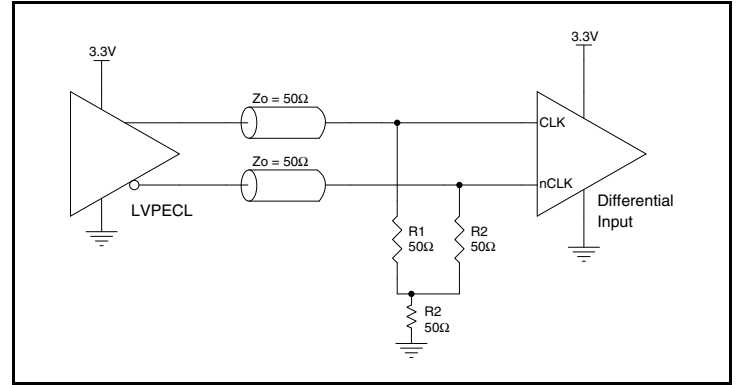 3.3V
3.3V
Zo = 50Ω
CLK
Zo = 50Ω
nCLK
LVPECL
Differential
Input
R1
50Ω
R2
50Ω
R2
50Ω